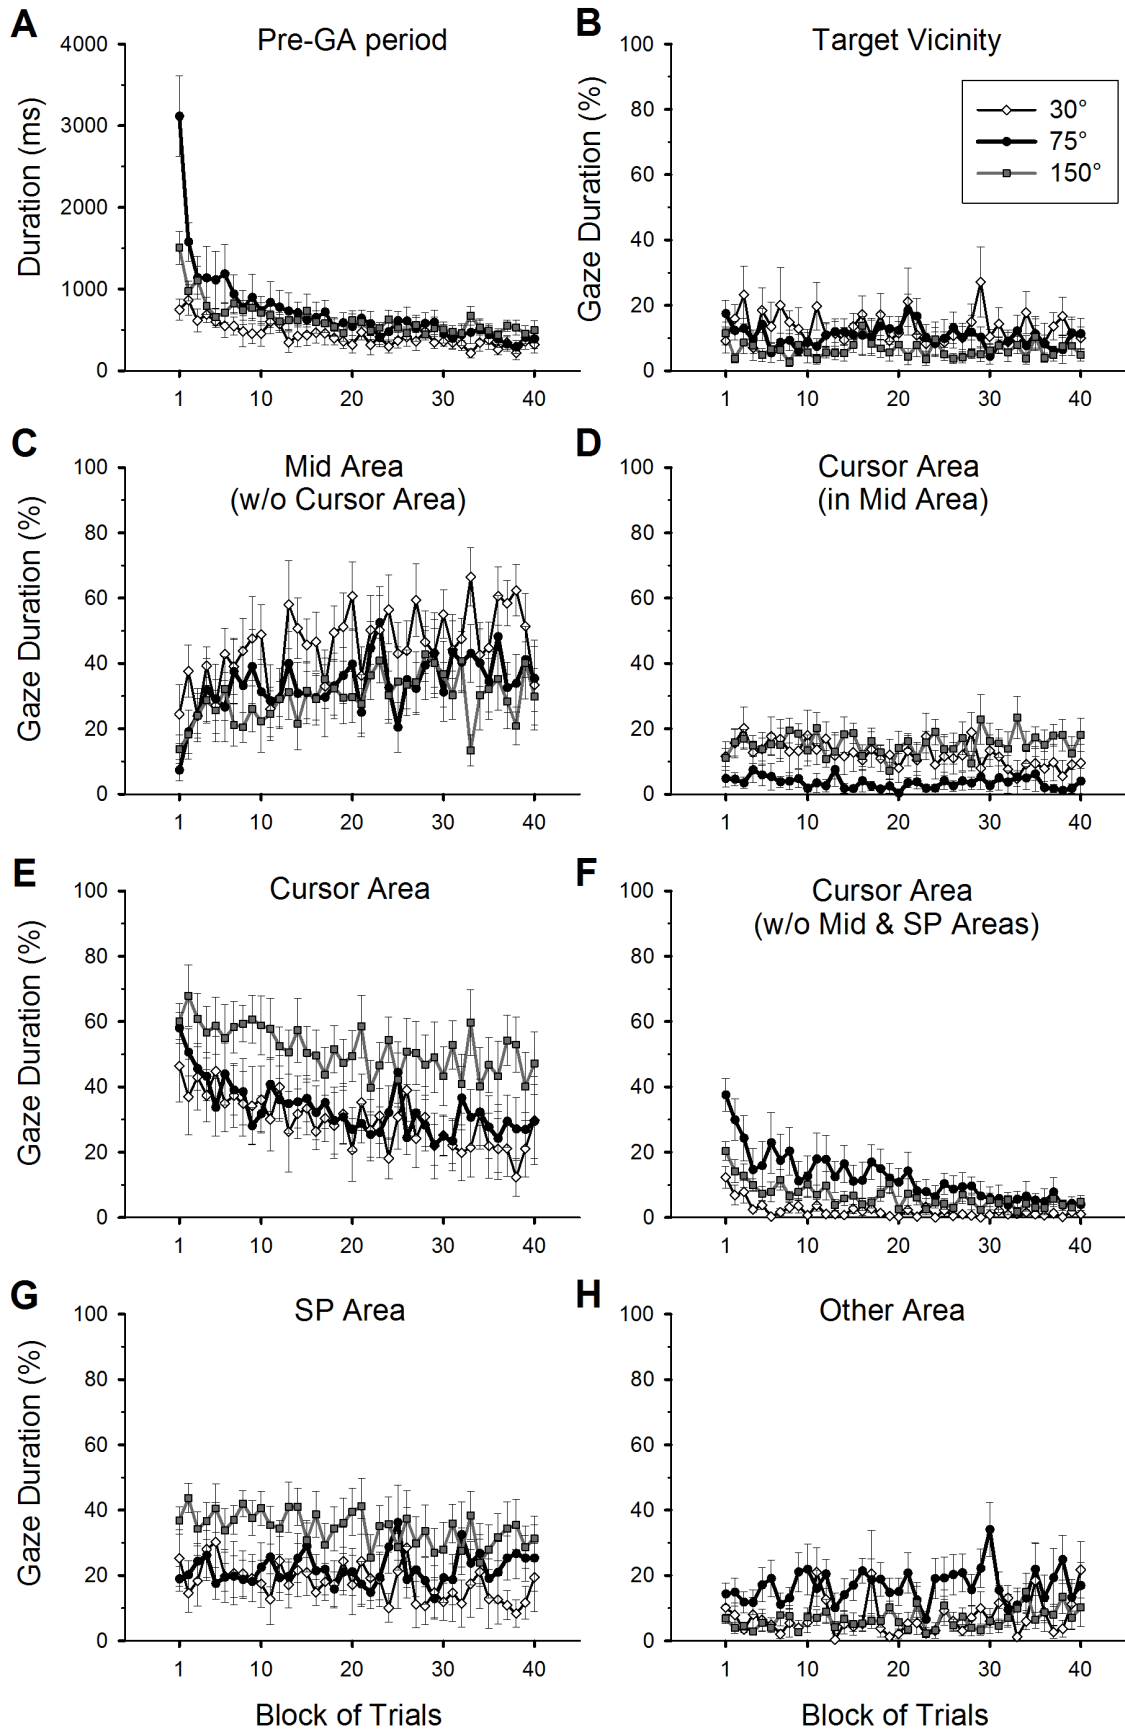 A
Pre-GA period
Duration (ms)
4000
3000
2000
1000
0
1 10 20 30 40
B
Target Vicinity
Gaze Duration (%)
100
80
60
40
20
0
30°
75°
150°
1 10 20 30 40
C
Mid Area
(w/o Cursor Area)
Gaze Duration (%)
100
80
60
40
20
0
1 10 20 30 40
D
Cursor Area
(in Mid Area)
100
80
60
40
20
0
1 10 20 30 40
E
Cursor Area
Gaze Duration (%)
100
80
60
40
20
0
1 10 20 30 40
F
Cursor Area
(w/o Mid & SP Areas)
100
80
60
40
20
0
1 10 20 30 40
G
SP Area
Gaze Duration (%)
100
80
60
40
20
0
1 10 20 30 40
Block of Trials
H
Other Area
100
80
60
40
20
0
1 10 20 30 40
Block of Trials